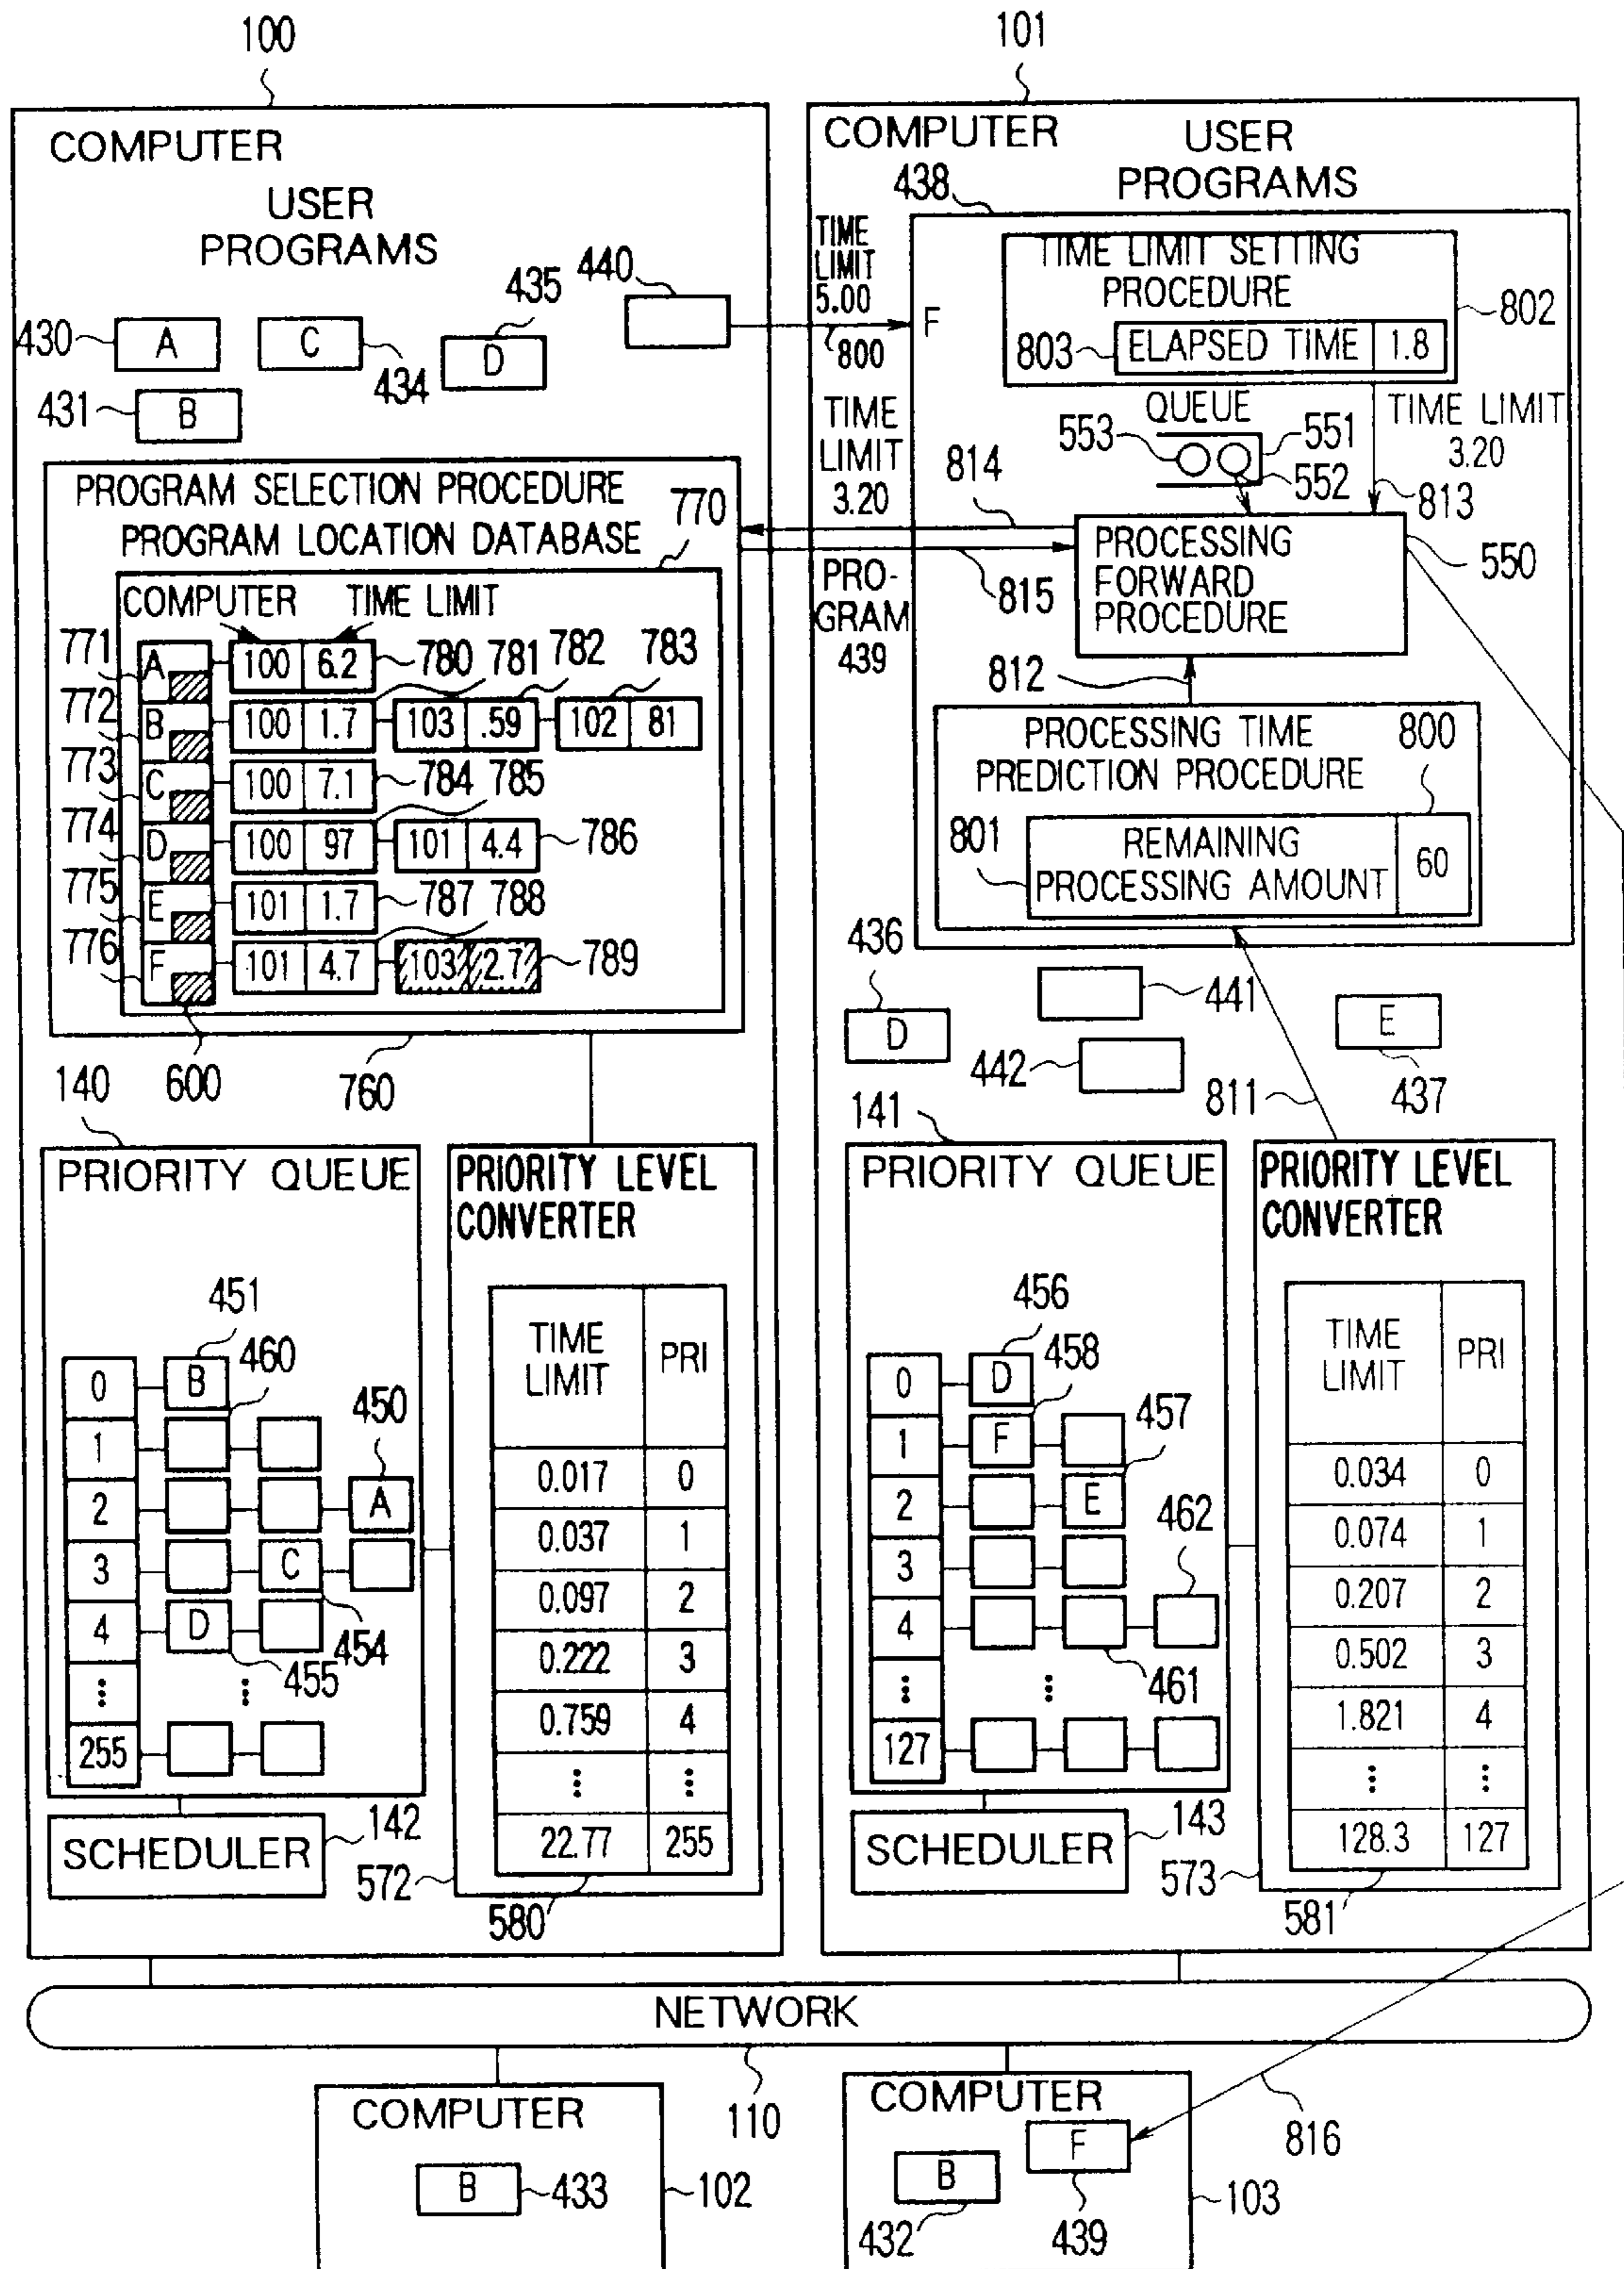 100
101
COMPUTER
USER
PROGRAMS
440
435
430
A
C
434
D
431
B
PROGRAM SELECTION PROCEDURE
770
PROGRAM LOCATION DATABASE
COMPUTER
TIME LIMIT
771
A
100
6.2
780
781
782
783
772
B
100
1.7
103
.59
102
81
773
C
100
7.1
784
785
774
D
100
97
101
4.4
786
775
E
101
1.7
787
788
776
F
101
4.7
103
2.7
789
600
760
140
PRIORITY QUEUE
451
460
450
0
B
1
2
A
3
C
4
D
454
455
255
SCHEDULER
142
PRIORITY LEVEL
CONVERTER
TIME
LIMIT
PRI
0.017
0
0.037
1
0.097
2
0.222
3
0.759
4
22.77
255
572
580
COMPUTER
USER
PROGRAMS
438
TIME
LIMIT
5.00
800
F
TIME LIMIT SETTING
PROCEDURE
802
803
ELAPSED TIME
1.8
QUEUE
553
551
552
TIME LIMIT
3.20
813
TIME
LIMIT
3.20
814
815
PRO-
GRAM
439
PROCESSING
FORWARD
PROCEDURE
550
812
PROCESSING TIME
PREDICTION PROCEDURE
800
801
REMAINING
PROCESSING AMOUNT
60
436
D
441
442
E
437
811
141
PRIORITY QUEUE
456
458
457
462
0
D
1
F
2
E
3
4
461
127
SCHEDULER
143
PRIORITY LEVEL
CONVERTER
TIME
LIMIT
PRI
0.034
0
0.074
1
0.207
2
0.502
3
1.821
4
128.3
127
573
581
NETWORK
110
816
COMPUTER
B
433
102
COMPUTER
F
B
432
439
103